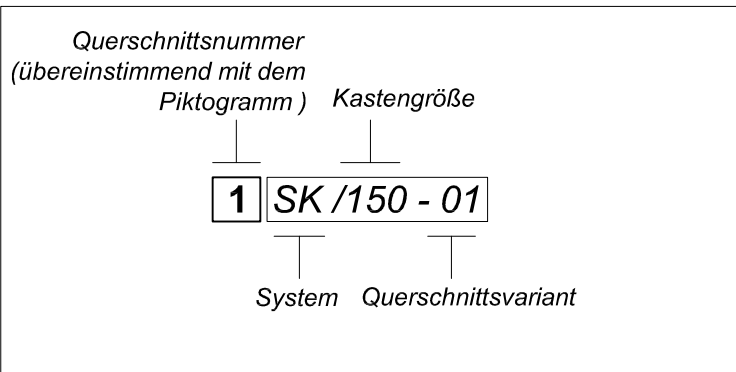 Querschnittsnummer
(übereinstimmend mit dem
Piktogramm )
Kastengröße
1 SK /150 - 01
System Querschnittsvariant